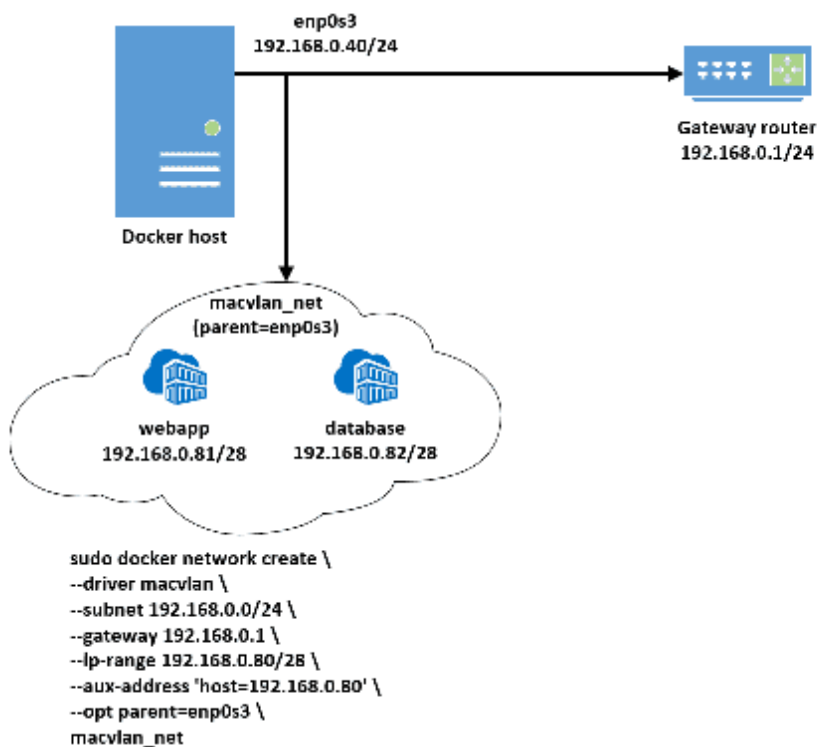 enp0s3
192.168.0.40/24
Gateway router
192.168.0.1/24
Docker host
macvlan_net
(parent=enp0s3)
webapp
192.168.0.81/28
database
192.168.0.82/28
sudo docker network create \
--driver macvlan \
--subnet 192.168.0.0/24 \
--gateway 192.168.0.1 \
--ip-range 192.168.0.80/28 \
--aux-address 'host=192.168.0.80' \
--opt parent=enp0s3 \
macvlan_net